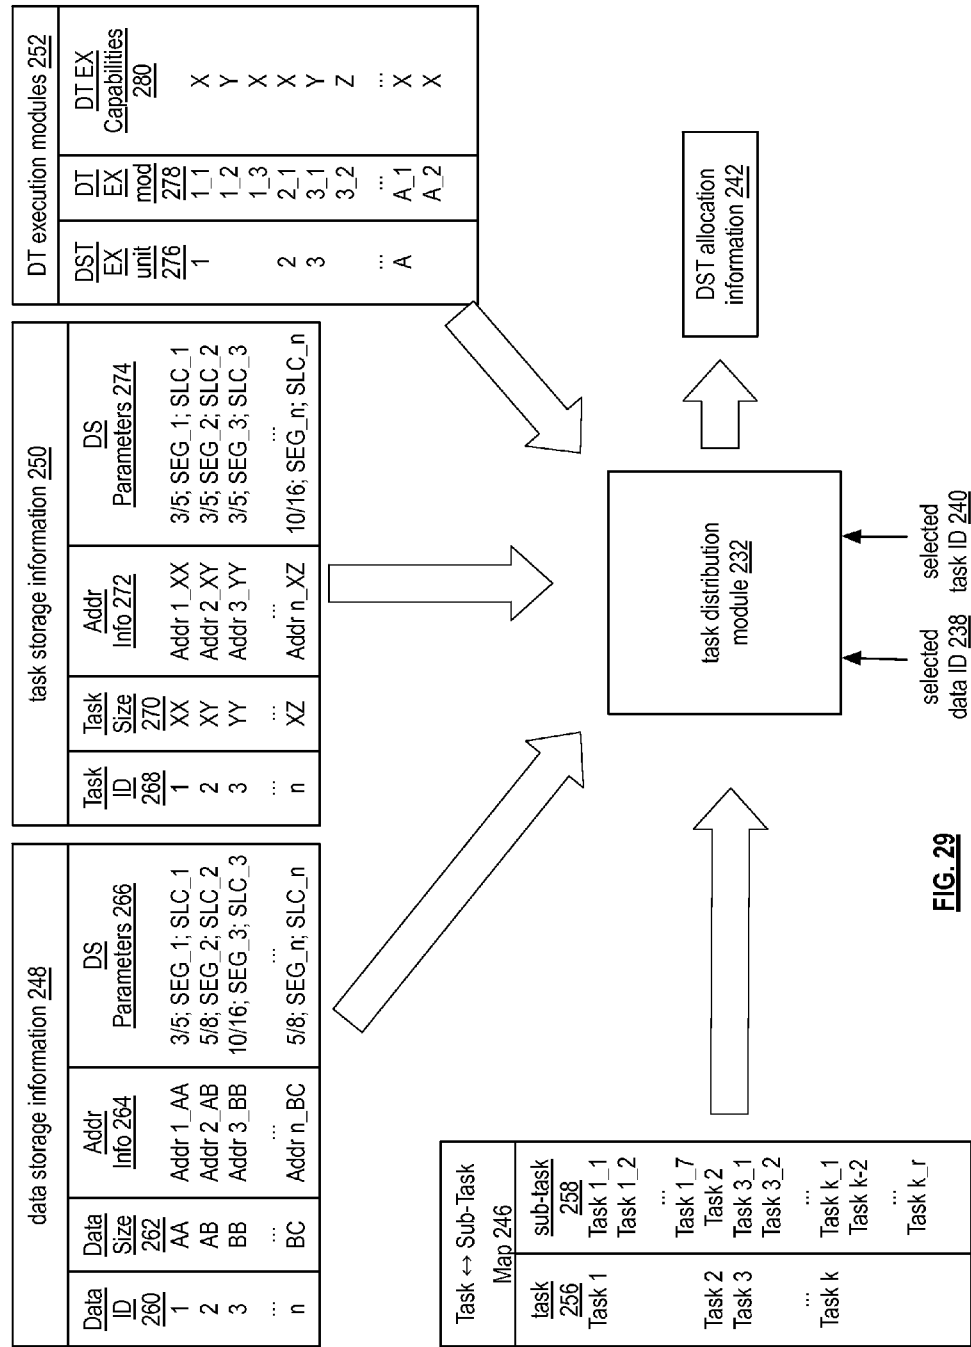 data storage information 248
Data ID 260 Data Size 262 Addr Info 264 DS Parameters 266
1 AA Addr 1_AA 3/5; SEG_1; SLC_1
2 AB Addr 2_AB 5/8; SEG_2; SLC_2
3 BB Addr 3_BB 10/16; SEG_3; SLC_3
... ... ... ...
n BC Addr n_BC 5/8; SEG_n; SLC_n
task storage information 250
Task ID 268 Task Size 270 Addr Info 272 DS Parameters 274
1 XX Addr 1_XX 3/5; SEG_1; SLC_1
2 XY Addr 2_XY 3/5; SEG_2; SLC_2
3 YY Addr 3_YY 3/5; SEG_3; SLC_3
... ... ... ...
n XZ Addr n_XZ 10/16; SEG_n; SLC_n
DT execution modules 252
DST EX unit 276 DT EX mod 278 DT EX Capabilities 280
1 1_1 X
1_2 Y
1_3 X
2 2_1 X
3 3_1 Y
3_2 Z
... ... ...
A A_1 X
A_2 X
Task ↔ Sub-Task
Map 246
task 256 sub-task 258
Task 1 Task 1_1
Task 1_2
...
Task 1_7
Task 2 Task 2
Task 3 Task 3_1
Task 3_2
... ...
Task k Task k_1
Task k-2
...
Task k_r
task distribution
module 232
DST allocation
information 242
selected
data ID 238
selected
task ID 240
FIG. 29